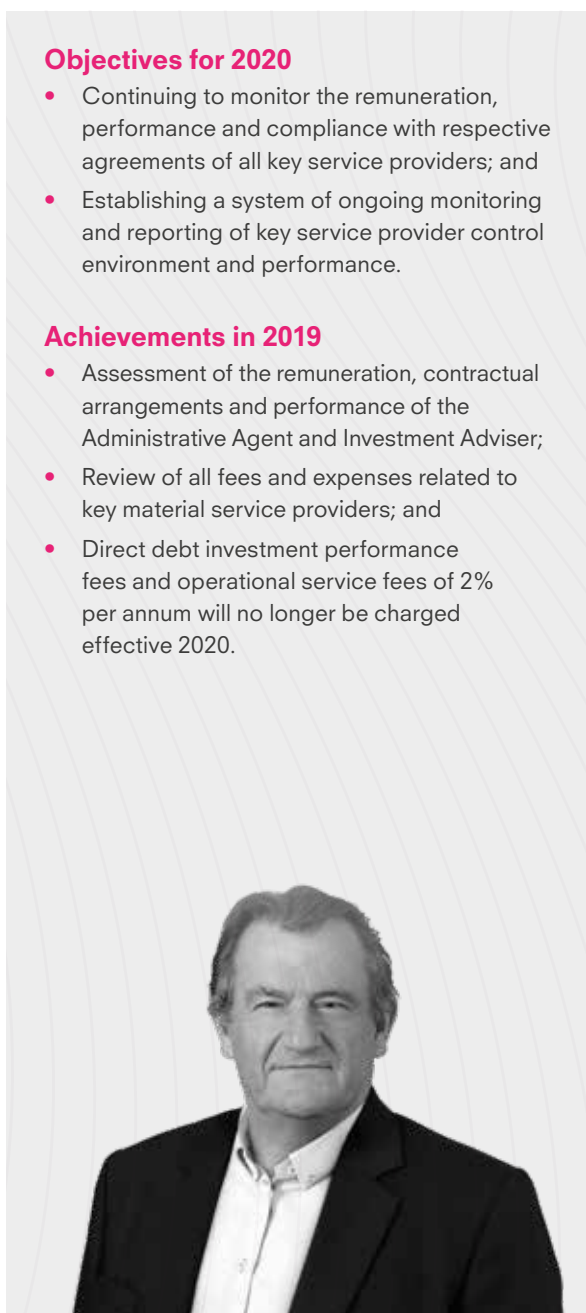 Objectives for 2020
• Continuing to monitor the remuneration,
performance and compliance with respective
agreements of all key service providers; and
• Establishing a system of ongoing monitoring
and reporting of key service provider control
environment and performance.
Achievements in 2019
• Assessment of the remuneration, contractual
arrangements and performance of the
Administrative Agent and Investment Adviser;
• Review of all fees and expenses related to
key material service providers; and
• Direct debt investment performance
fees and operational service fees of 2%
per annum will no longer be charged
effective 2020.